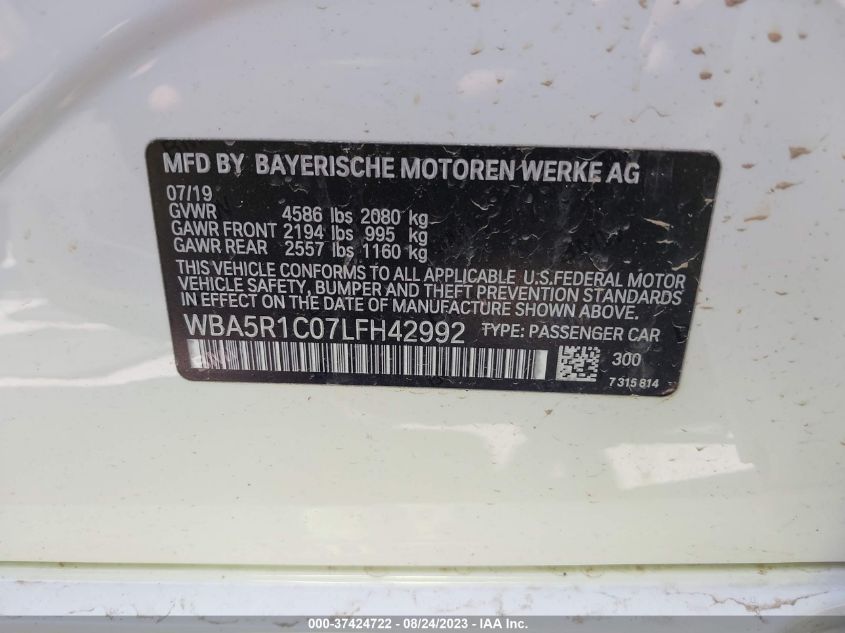 MFD BY BAYERISCHE MOTOREN WERKE AG
07/19
GVWR 4586 lbs 2080 kg
GAWR FRONT 2194 lbs 995 kg
GAWR REAR 2557 lbs 1160 kg
THIS VEHICLE CONFORMS TO ALL APPLICABLE U.S.FEDERAL MOTOR
VEHICLE SAFETY, BUMPER AND THEFT PREVENTION STANDARDS
IN EFFECT ON THE DATE OF MANUFACTURE SHOWN ABOVE.
WBA5R1C07LFH42992 TYPE: PASSENGER CAR
300
7 315 814
000-37424722 - 08/24/2023 - IAA, Inc.